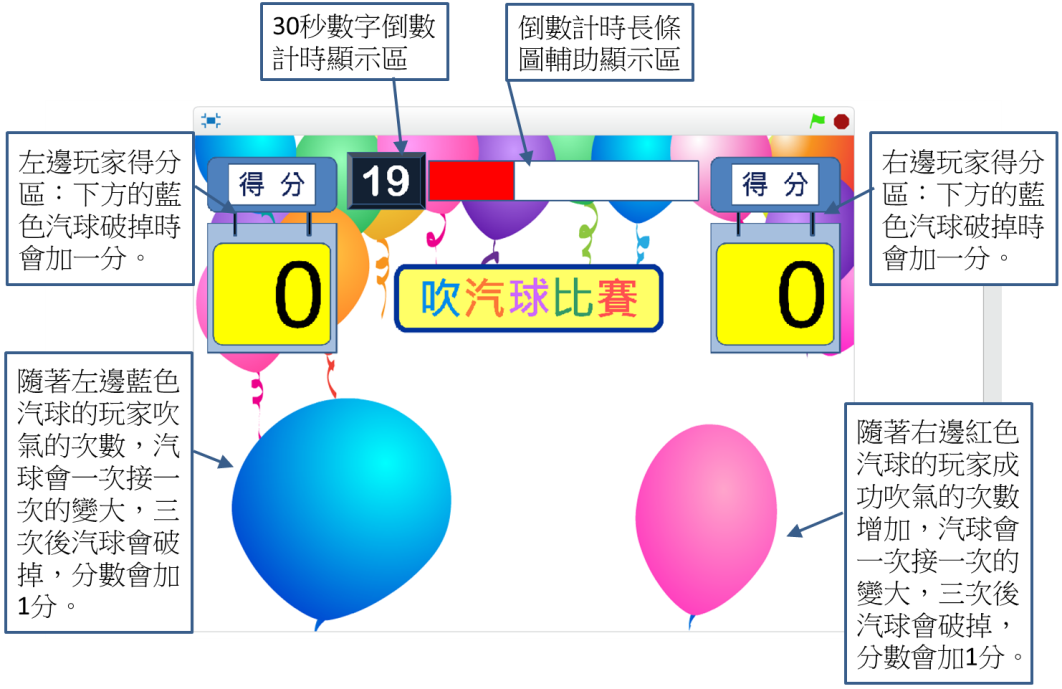 30秒數字倒數
計時顯示區
倒數計時長條
圖輔助顯示區
左邊玩家得分
區：下方的藍
色汽球破掉時
會加一分。
得 分
19
得 分
右邊玩家得分
區：下方的藍
色汽球破掉時
會加一分。
0
吹汽球比賽
0
隨著左邊藍色
汽球的玩家吹
氣的次數，汽
球會一次接一
次的變大，三
次後汽球會破
掉，分數會加
1分。
隨著右邊紅色
汽球的玩家成
功吹氣的次數
增加，汽球會
一次接一次的
變大，三次後
汽球會破掉，
分數會加1分。